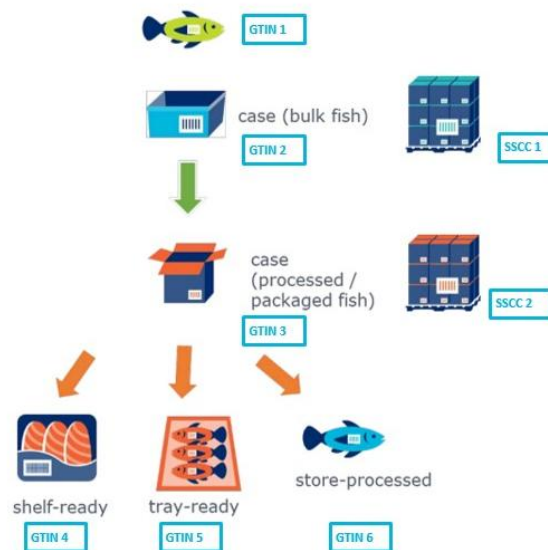 GTIN 1
case (bulk fish)
GTIN 2
SSCC 1
case
(processed /
packaged fish)
SSCC 2
GTIN 3
shelf-ready
tray-ready
store-processed
GTIN 4
GTIN 5
GTIN 6